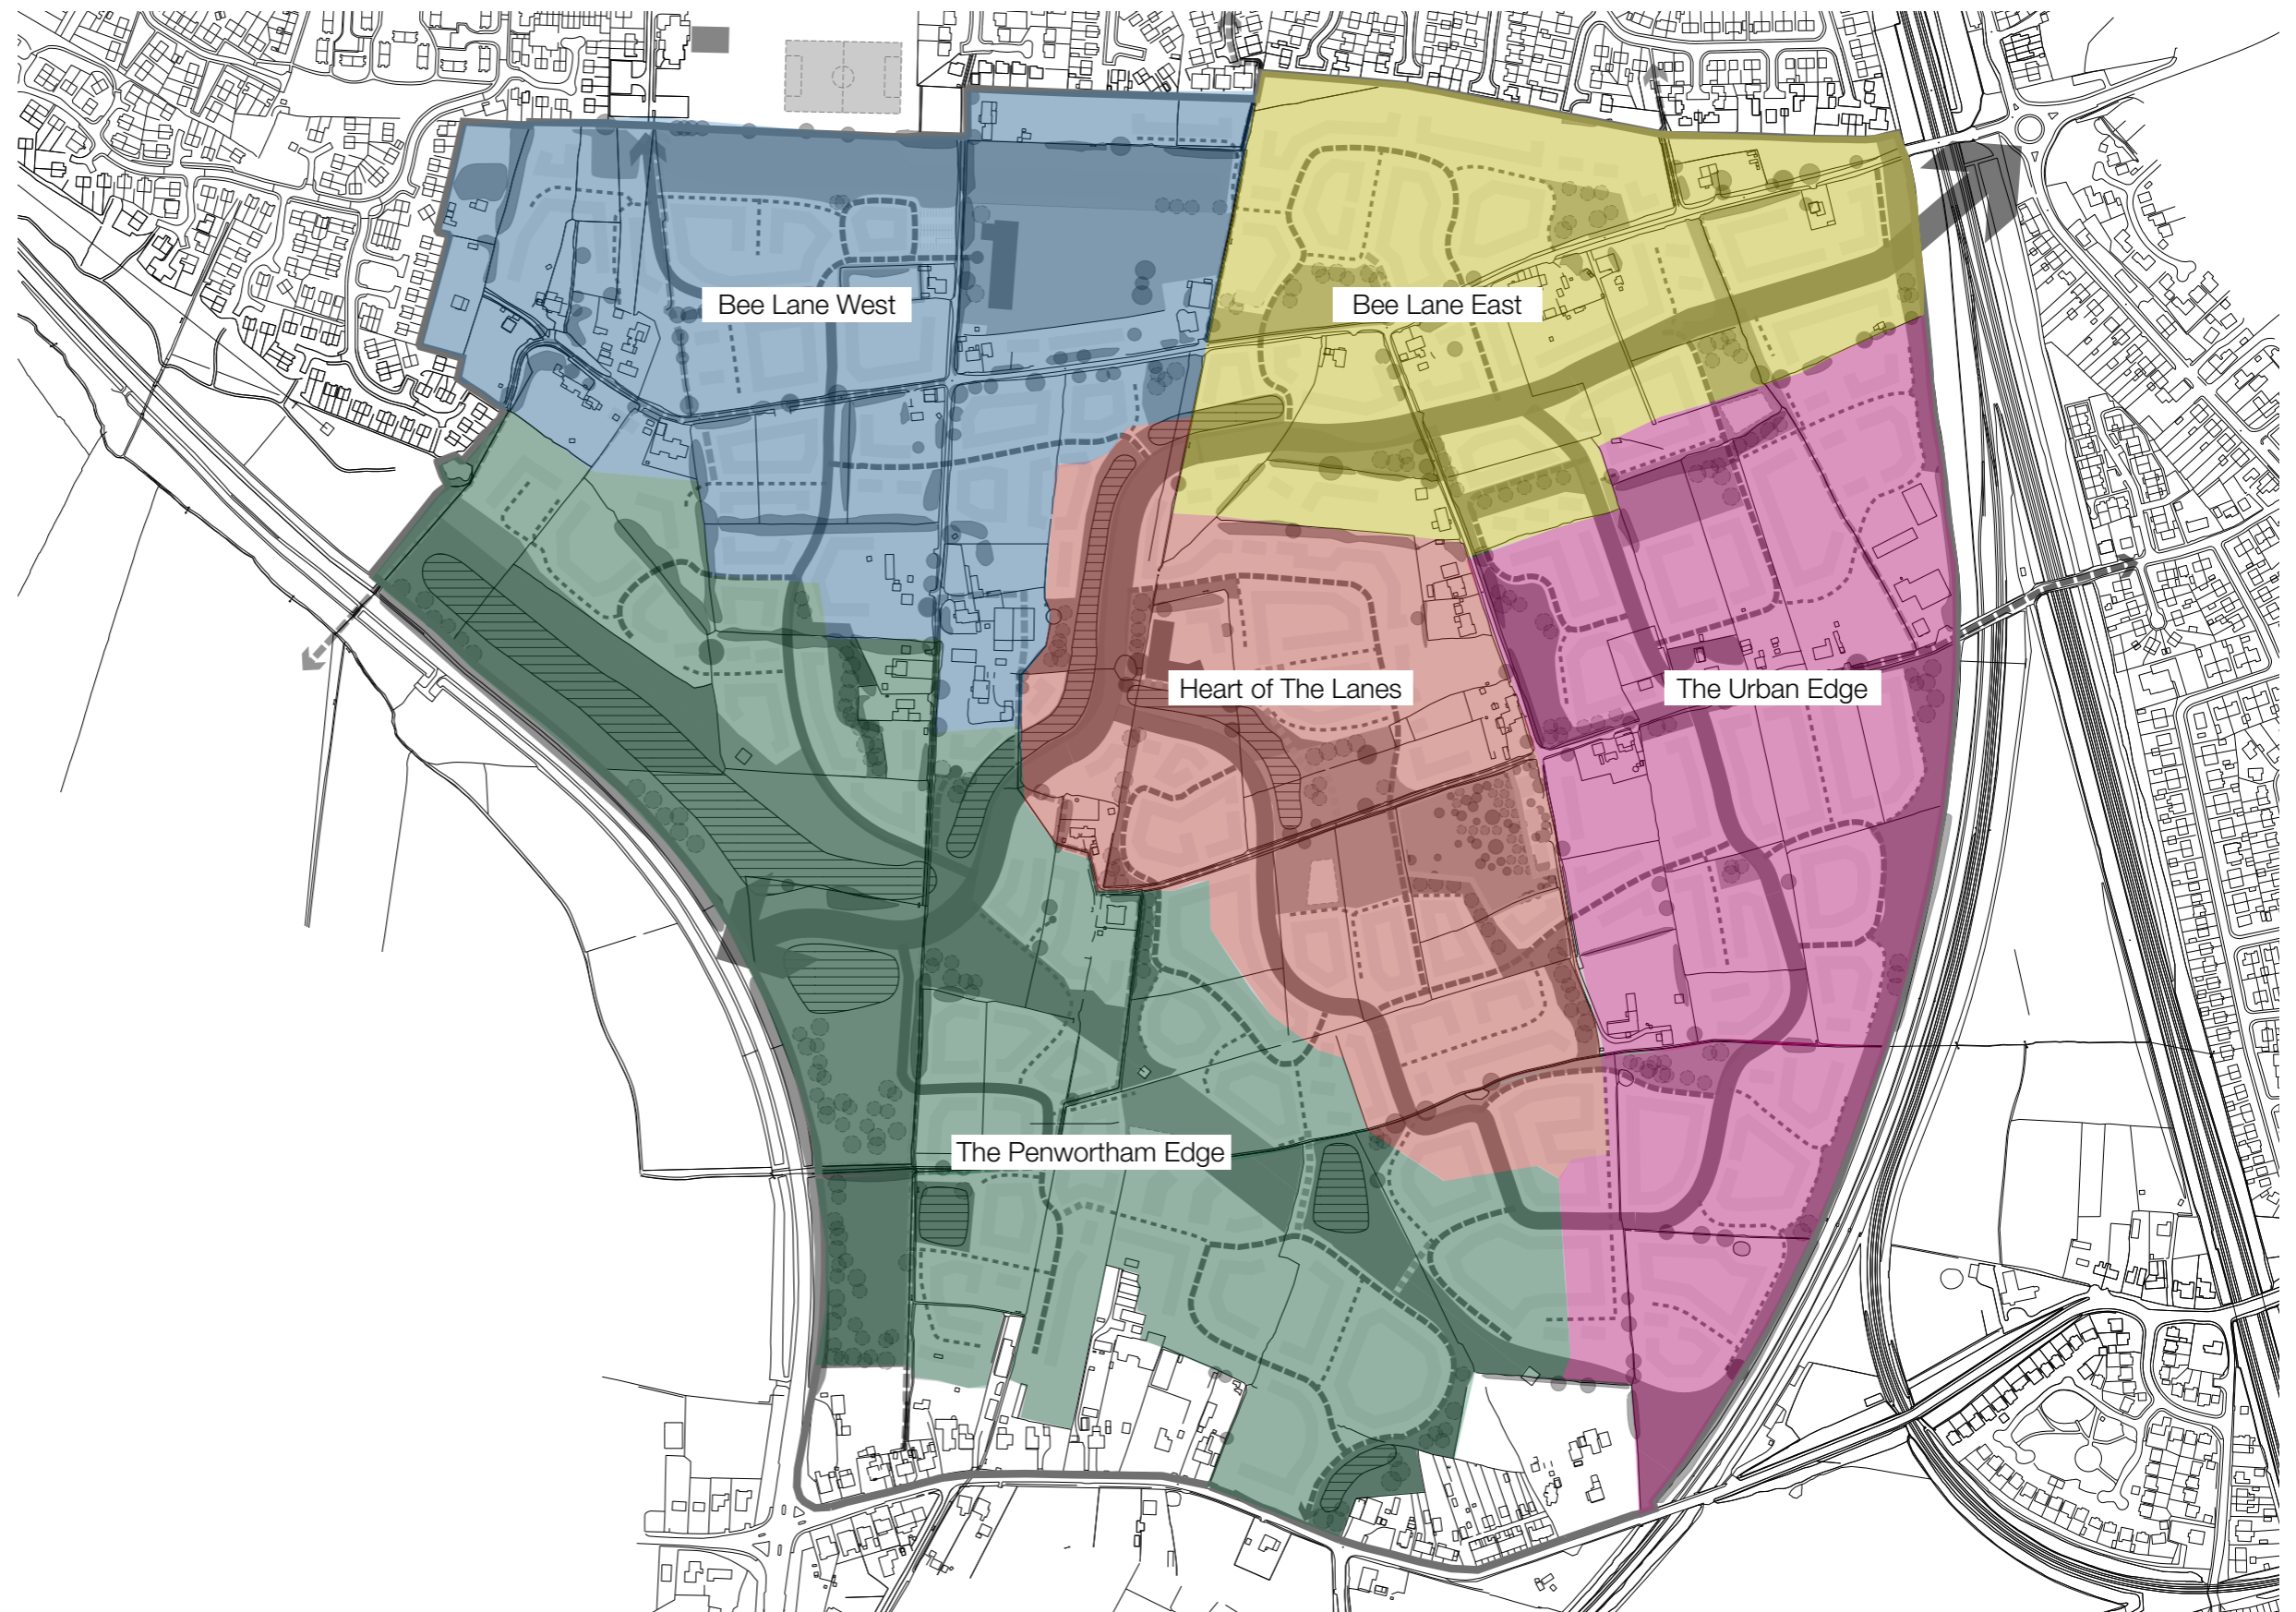 Bee Lane West
Bee Lane East
Heart of The Lanes
The Urban Edge
The Penwortham Edge